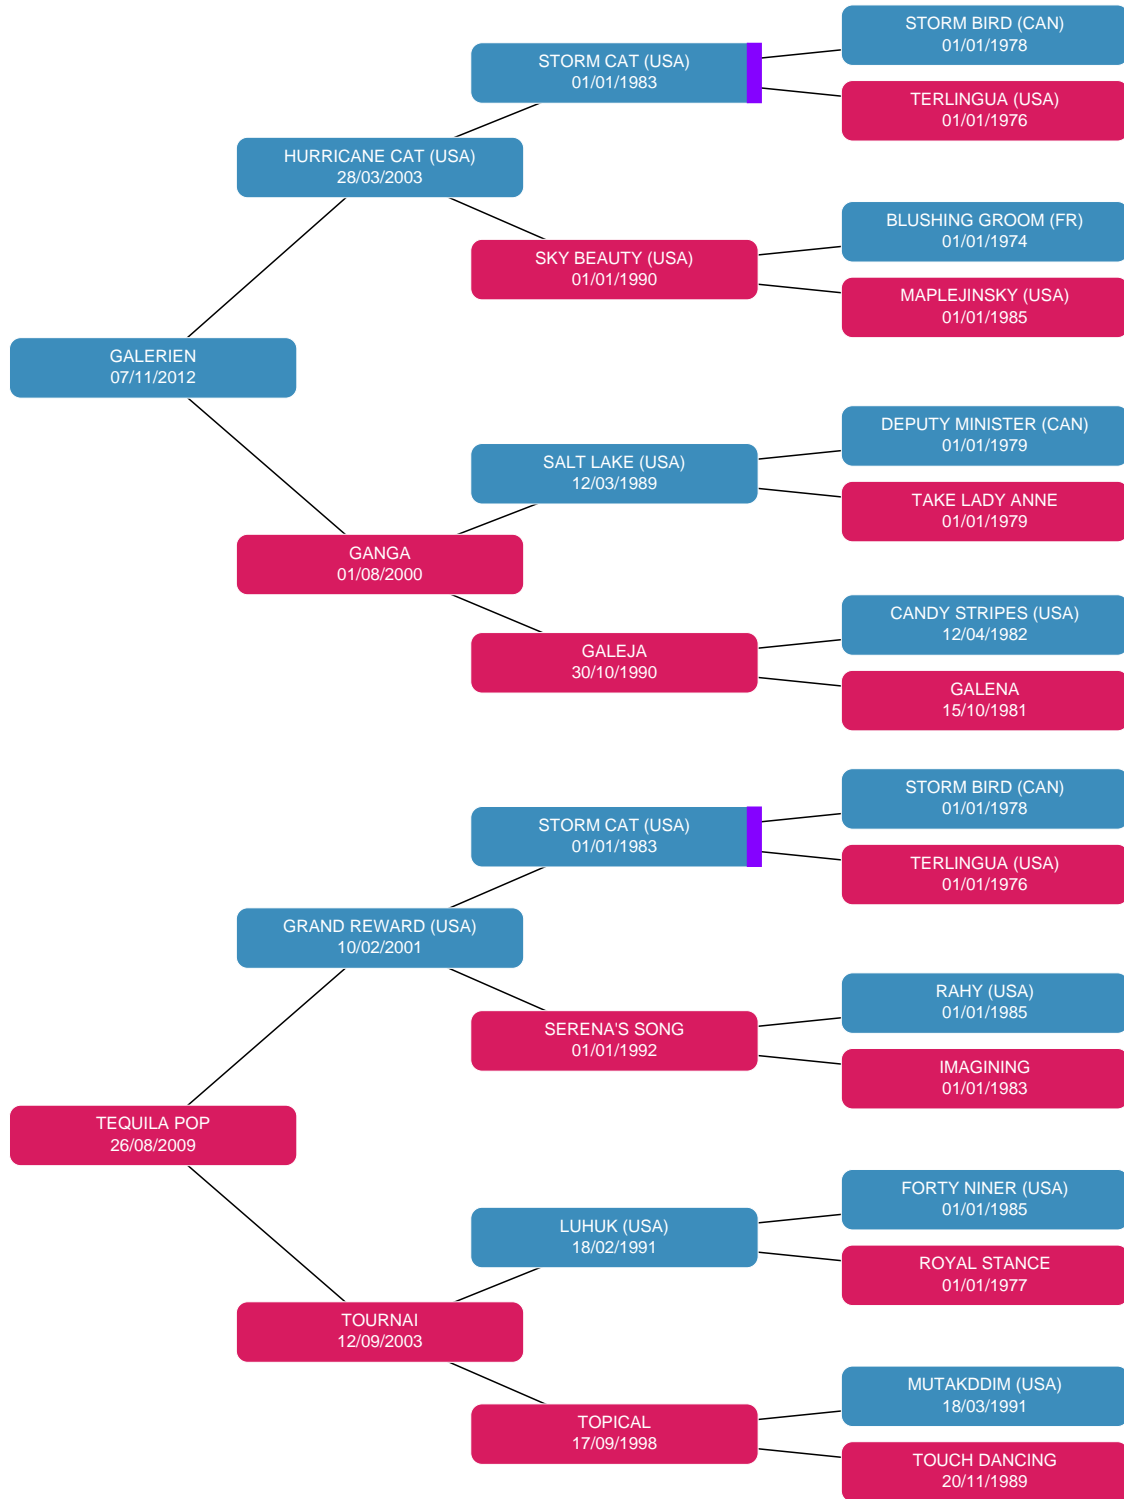 STORM BIRD (CAN)
01/01/1978
STORM CAT (USA)
01/01/1983
TERLINGUA (USA)
01/01/1976
HURRICANE CAT (USA)
28/03/2003
BLUSHING GROOM (FR)
01/01/1974
SKY BEAUTY (USA)
01/01/1990
MAPLEJINSKY (USA)
01/01/1985
GALERIEN
07/11/2012
DEPUTY MINISTER (CAN)
01/01/1979
SALT LAKE (USA)
12/03/1989
TAKE LADY ANNE
01/01/1979
GANGA
01/08/2000
CANDY STRIPES (USA)
12/04/1982
GALEJA
30/10/1990
GALENA
15/10/1981
STORM BIRD (CAN)
01/01/1978
STORM CAT (USA)
01/01/1983
TERLINGUA (USA)
01/01/1976
GRAND REWARD (USA)
10/02/2001
RAHY (USA)
01/01/1985
SERENA'S SONG
01/01/1992
IMAGINING
01/01/1983
TEQUILA POP
26/08/2009
FORTY NINER (USA)
01/01/1985
LUHUK (USA)
18/02/1991
ROYAL STANCE
01/01/1977
TOURNAI
12/09/2003
MUTAKDDIM (USA)
18/03/1991
TOPICAL
17/09/1998
TOUCH DANCING
20/11/1989